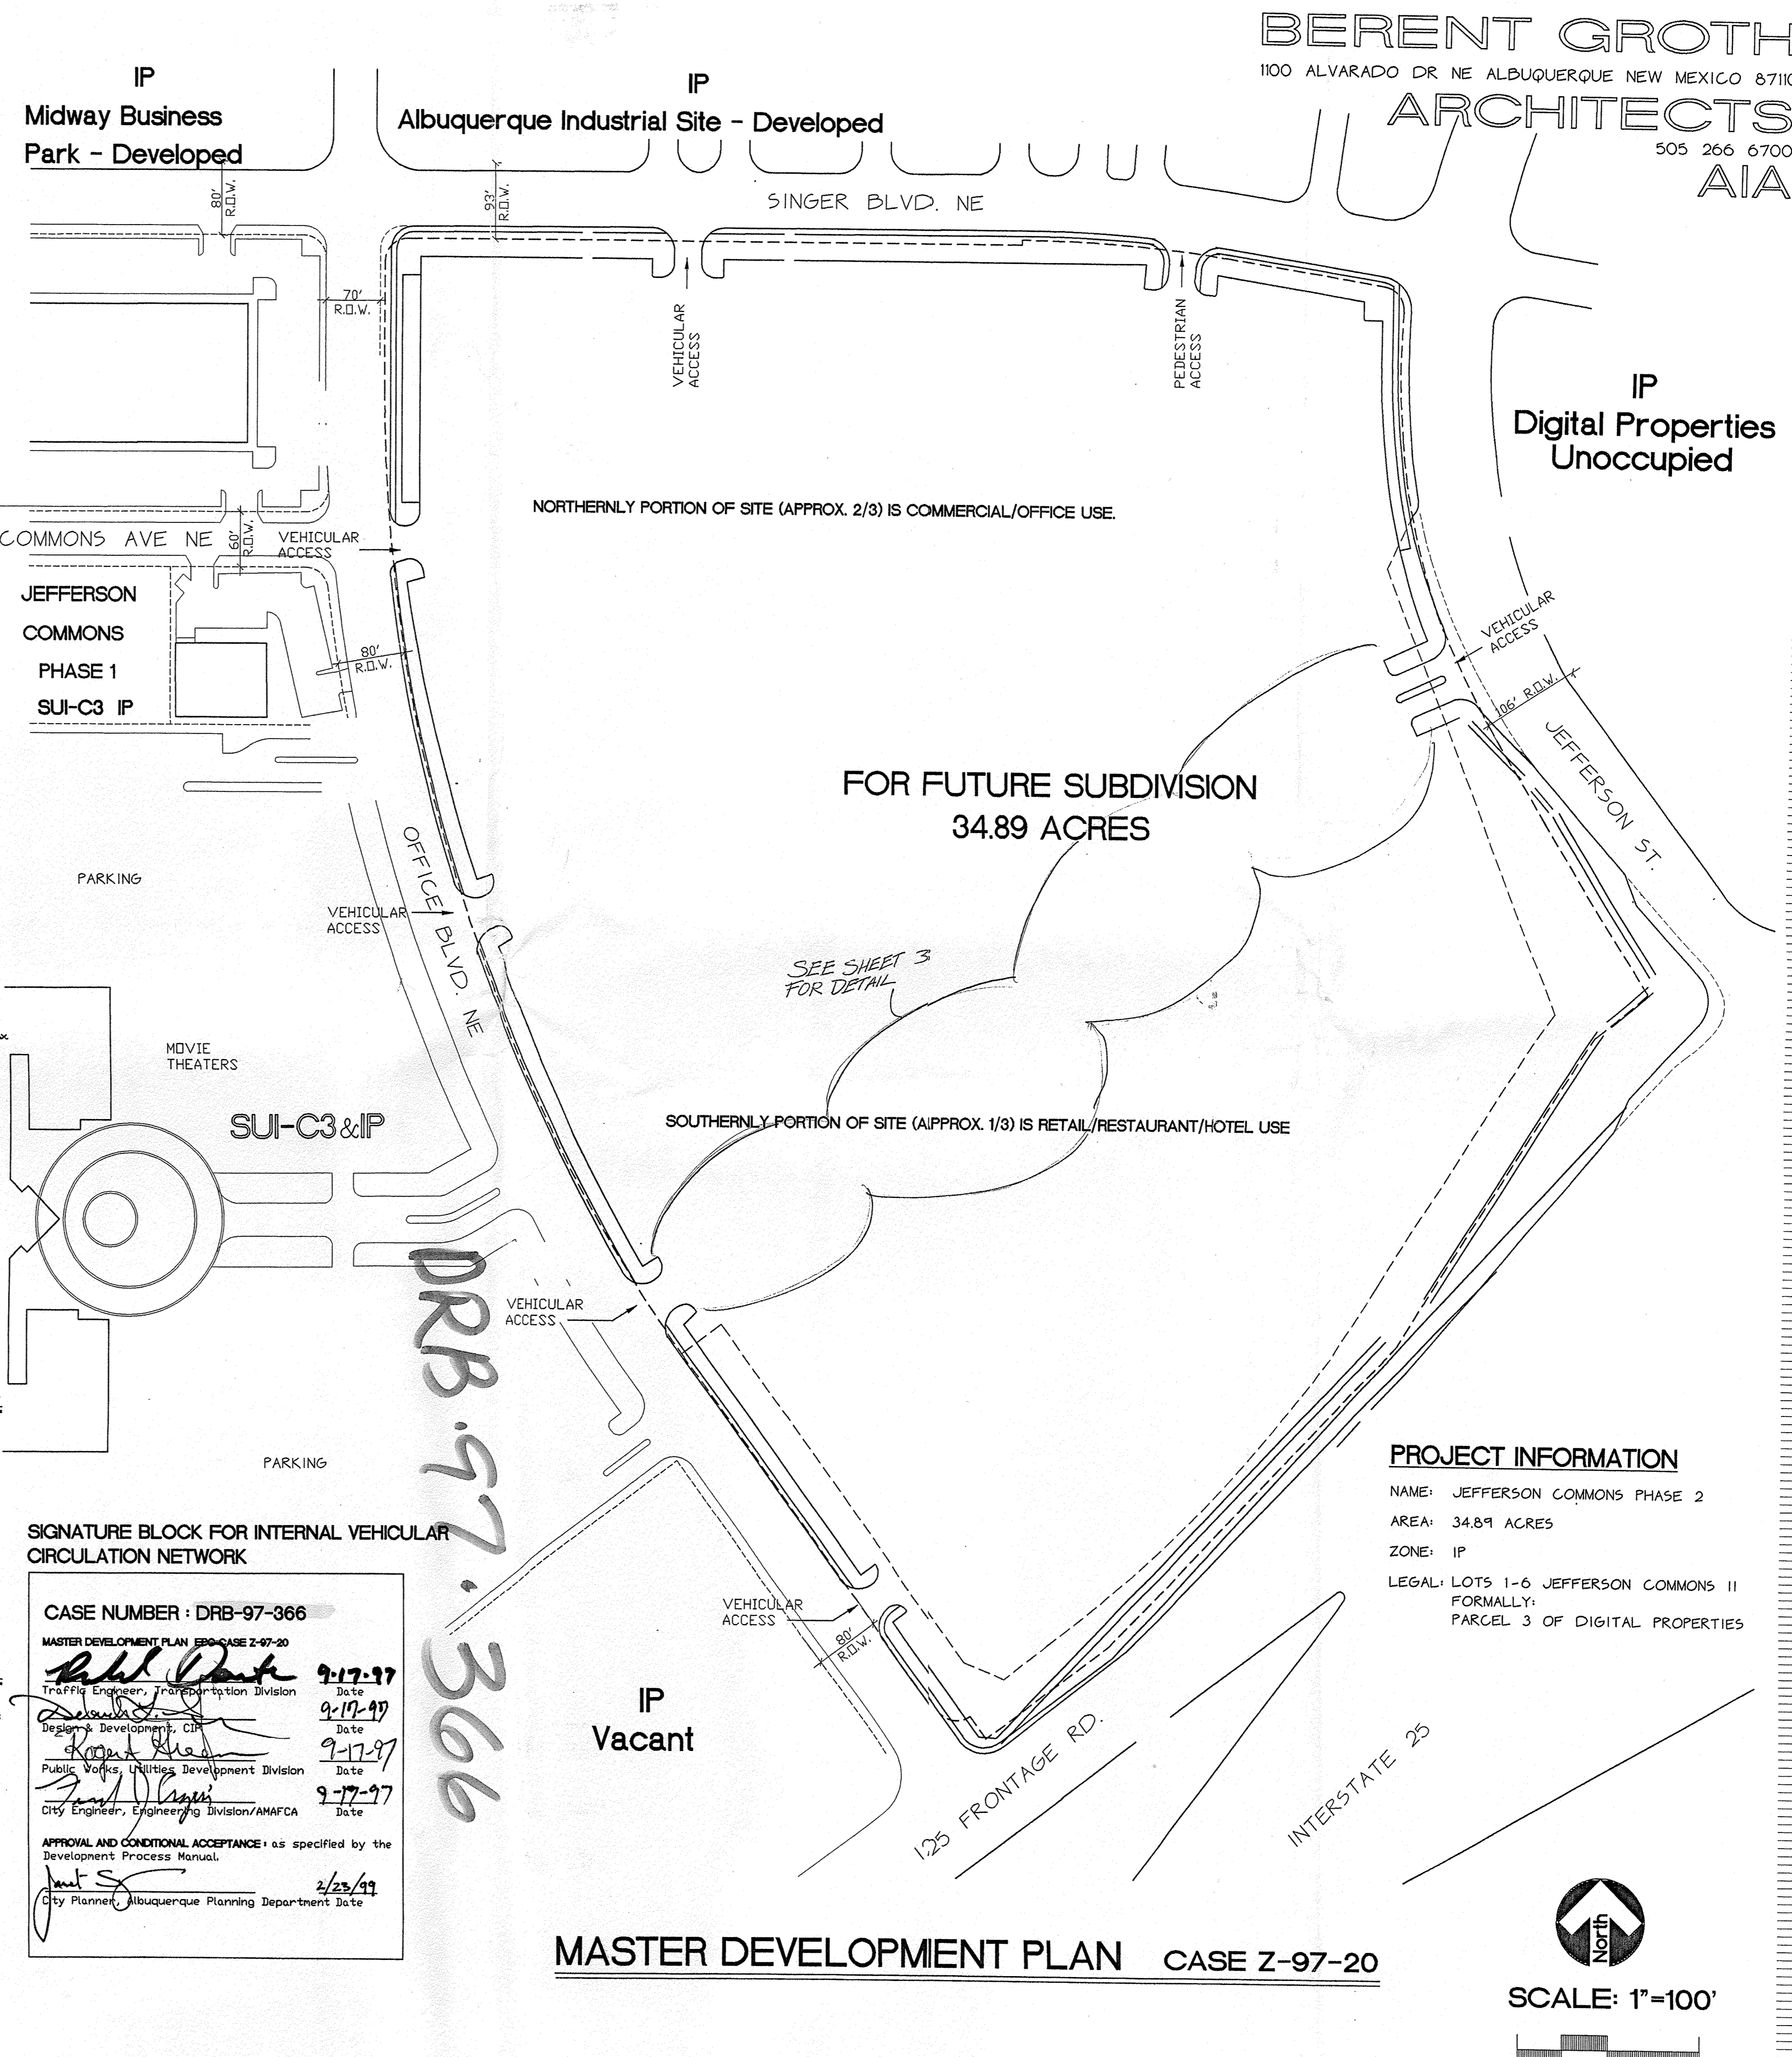 BERENT GROTH
1100 ALVARADO DR NE ALBUQUERQUE NEW MEXICO 87110
ARCHITECTS
505 266 6700
AIA
IP
Midway Business
Park - Developed
IP
Albuquerque Industrial Site - Developed
80'
R.O.W.
93'
R.O.W.
SINGER BLVD. NE
70'
R.O.W.
VEHICULAR
ACCESS
PEDESTRIAN
ACCESS
IP
Digital Properties
Unoccupied
NORTHERNLY PORTION OF SITE (APPROX. 2/3) IS COMMERCIAL/OFFICE USE.
COMMONS AVE NE
60'
R.O.W.
VEHICULAR
ACCESS
JEFFERSON
COMMONS
PHASE 1
SUI-C3 IP
80'
R.O.W.
VEHICULAR
ACCESS
106' R.O.W.
JEFFERSON ST.
FOR FUTURE SUBDIVISION
34.89 ACRES
OFFICE BLVD. NE
PARKING
VEHICULAR
ACCESS
SEE SHEET 3
FOR DETAIL
MOVIE
THEATERS
SUI-C3&IP
SOUTHERNLY PORTION OF SITE (APPROX. 1/3) IS RETAIL/RESTAURANT/HOTEL USE
VEHICULAR
ACCESS
DRB.97.366
PARKING
PROJECT INFORMATION
NAME: JEFFERSON COMMONS PHASE 2
AREA: 34.89 ACRES
ZONE: IP
LEGAL: LOTS 1-6 JEFFERSON COMMONS II
FORMALLY:
PARCEL 3 OF DIGITAL PROPERTIES
SIGNATURE BLOCK FOR INTERNAL VEHICULAR
CIRCULATION NETWORK
CASE NUMBER : DRB-97-366
MASTER DEVELOPMENT PLAN EPC CASE Z-97-20
9-17-97
Traffic Engineer, Transportation Division Date
9-17-97
Design & Development, CIP Date
9-17-97
Public Works, Utilities Development Division Date
9-17-97
City Engineer, Engineering Division/AMAFCA Date
APPROVAL AND CONDITIONAL ACCEPTANCE: as specified by the
Development Process Manual.
2/23/99
City Planner, Albuquerque Planning Department Date
VEHICULAR
ACCESS
80'
R.O.W.
IP
Vacant
I-25 FRONTAGE RD.
INTERSTATE 25
MASTER DEVELOPMENT PLAN CASE Z-97-20
North
SCALE: 1"=100'